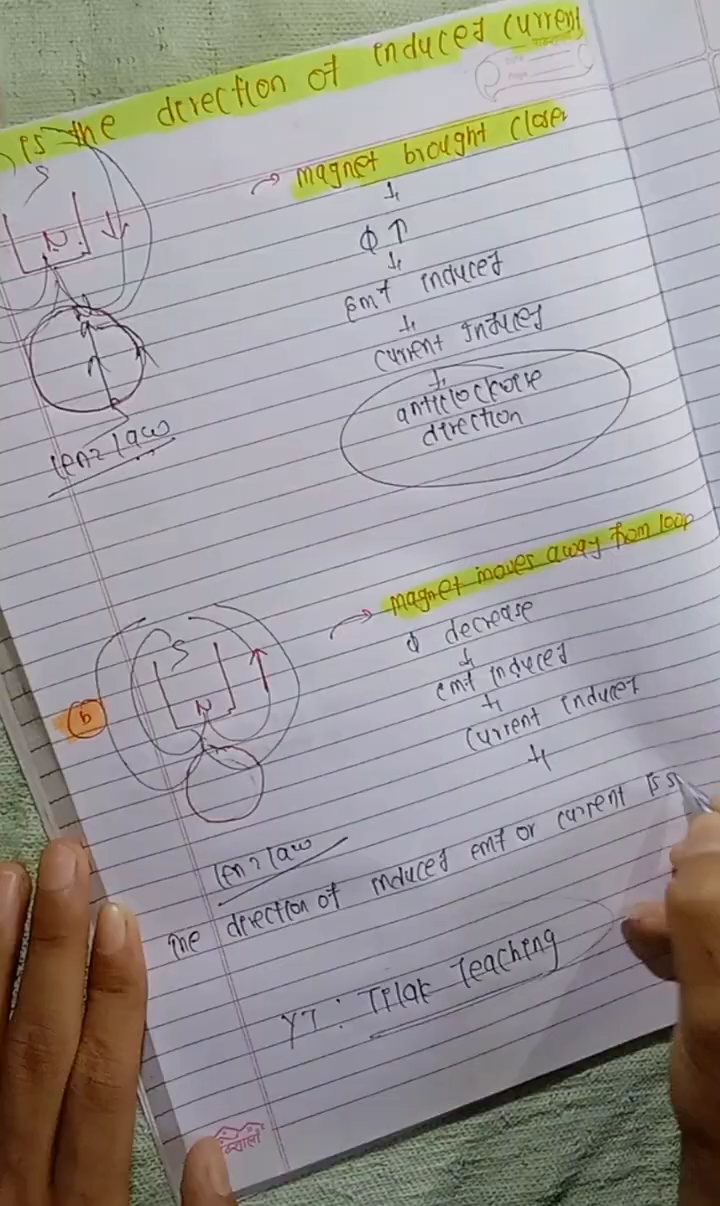 is the direction of induced current
S
→ magnet brought closer
N
↓
Φ ↑
↓
emf induced
↓
current induced
↓
anticlockwise
direction
lenz law
→ magnet moves away from loop
Φ decrease
S
↓
emf induced
b
N
↓
current induced
↓
lenz law
The direction of induced emf or current is s
YT : Tilak Teaching